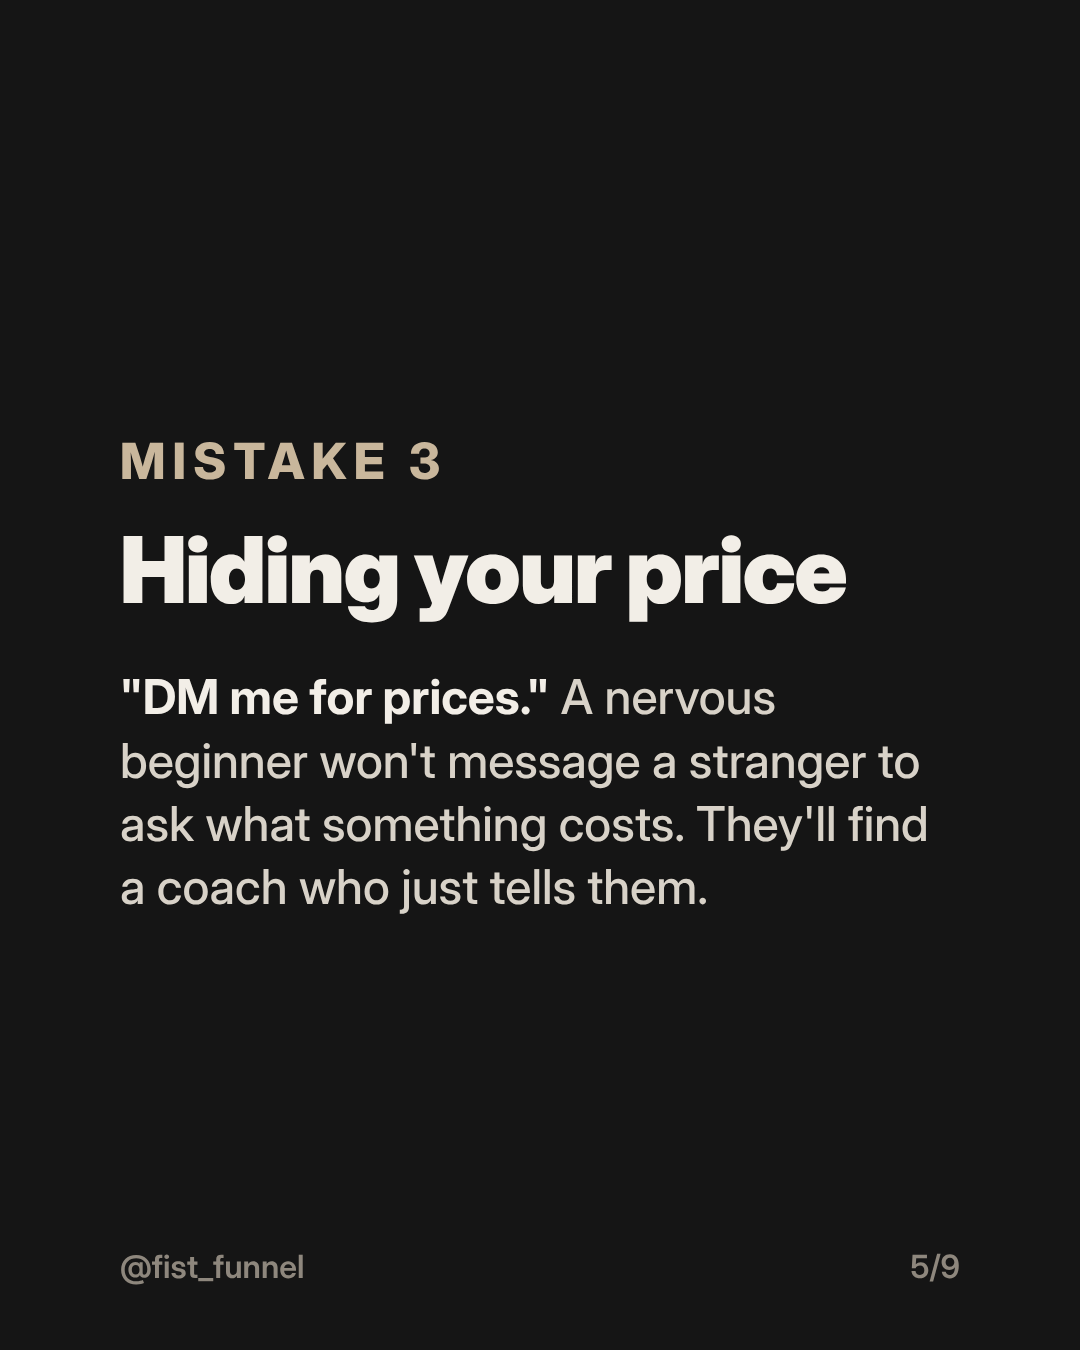 MISTAKE 3
Hiding your price
"DM me for prices." A nervous
beginner won't message a stranger to
ask what something costs. They'll find
a coach who just tells them.
@fist_funnel
5/9